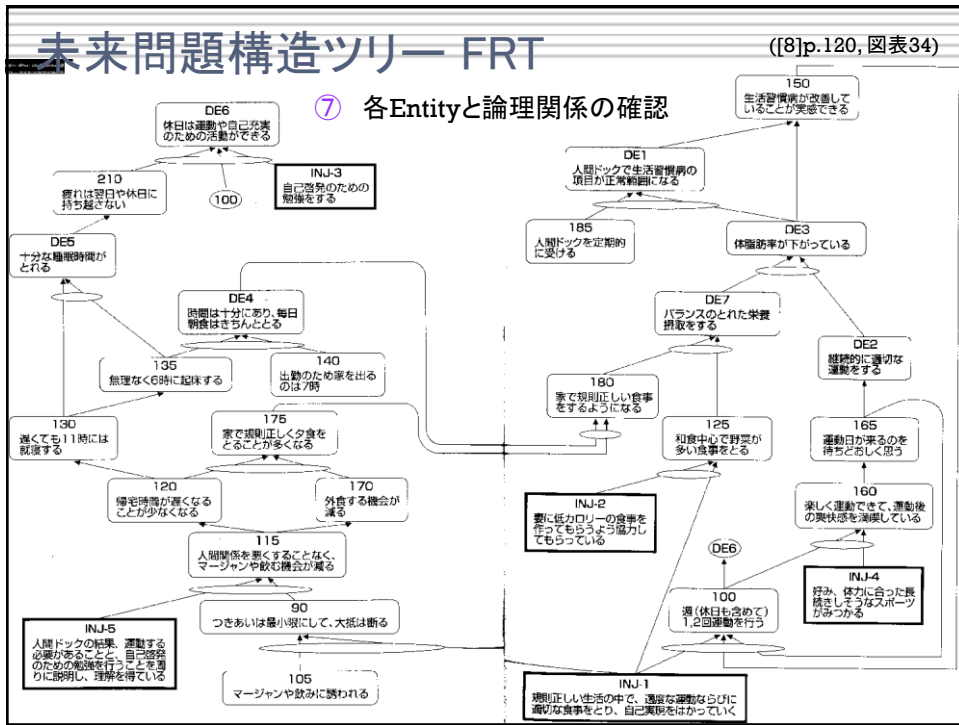 未来問題構造ツリー FRT
([8]p.120, 図表34)
⑦ 各Entityと論理関係の確認
DE6
休日は運動や自己充実
のための活動ができる
210
疲れは翌日や休日に
持ち越さない
100
INJ-3
自己啓発のための
勉強をする
DE5
十分な睡眠時間が
とれる
DE4
時間は十分にあり、毎日
朝食はきちんととる
135
無理なく6時に起床する
140
出勤のため家を出る
のは7時
130
遅くても11時には
就寝する
175
家で規則正しく夕食を
とることが多くなる
120
帰宅時間が遅くなる
ことが少なくなる
170
外食する機会が
減る
115
人間関係を悪くすることなく、
マージャンや飲む機会が減る
90
つきあいは最小限にして、大抵は断る
INJ-5
人間ドックの結果、運動する
必要があることと、自己啓発
のための勉強を行うことを周
りに説明し、理解を得ている
105
マージャンや飲みに誘われる
150
生活習慣病が改善して
いることが実感できる
DE1
人間ドックで生活習慣病の
項目が正常範囲になる
185
人間ドックを定期的
に受ける
DE3
体脂肪率が下がっている
DE7
バランスのとれた栄養
摂取をする
DE2
継続的に適切な
運動をする
180
家で規則正しい食事
をするようになる
125
和食中心で野菜が
多い食事をとる
165
運動日が来るのを
待ちどおしく思う
INJ-2
妻に低カロリーの食事を
作ってもらうよう協力し
てもらっている
160
楽しく運動できて、運動後
の爽快感を満喫している
DE6
INJ-4
好み、体力に合った長
続きしそうなスポーツ
がみつかる
100
週(休日も含めて)
1,2回運動を行う
INJ-1
規則正しい生活の中で、適度な運動ならびに
適切な食事をとり、自己実現をはかっていく